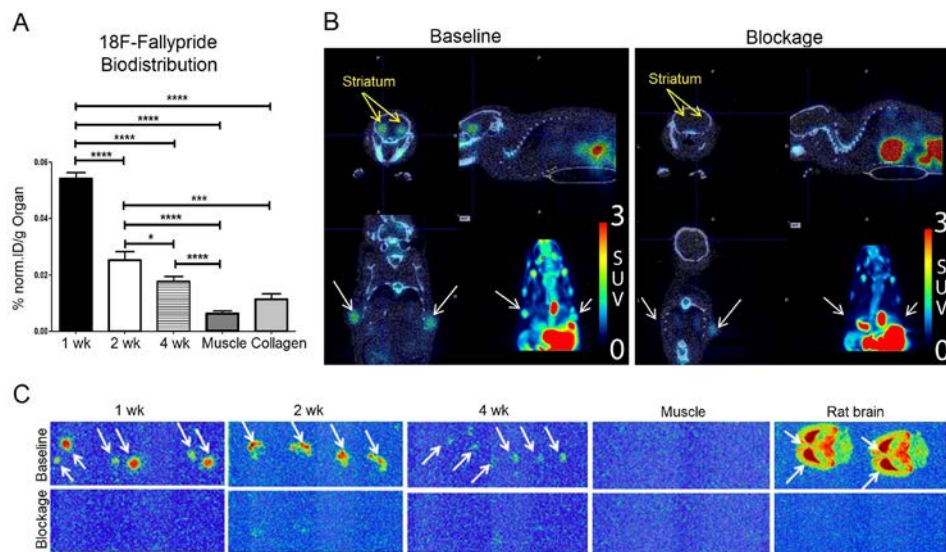 A
18F-Fallypride
Biodistribution
****
****
****
****
***
****
*
****
% norm.ID/g Organ
0.06
0.04
0.02
0.00
1 wk 2 wk 4 wk Muscle Collagen
B
Baseline
Striatum
3
SUV
0
Blockage
Striatum
3
SUV
0
C
1 wk 2 wk 4 wk Muscle Rat brain
Baseline
Blockage